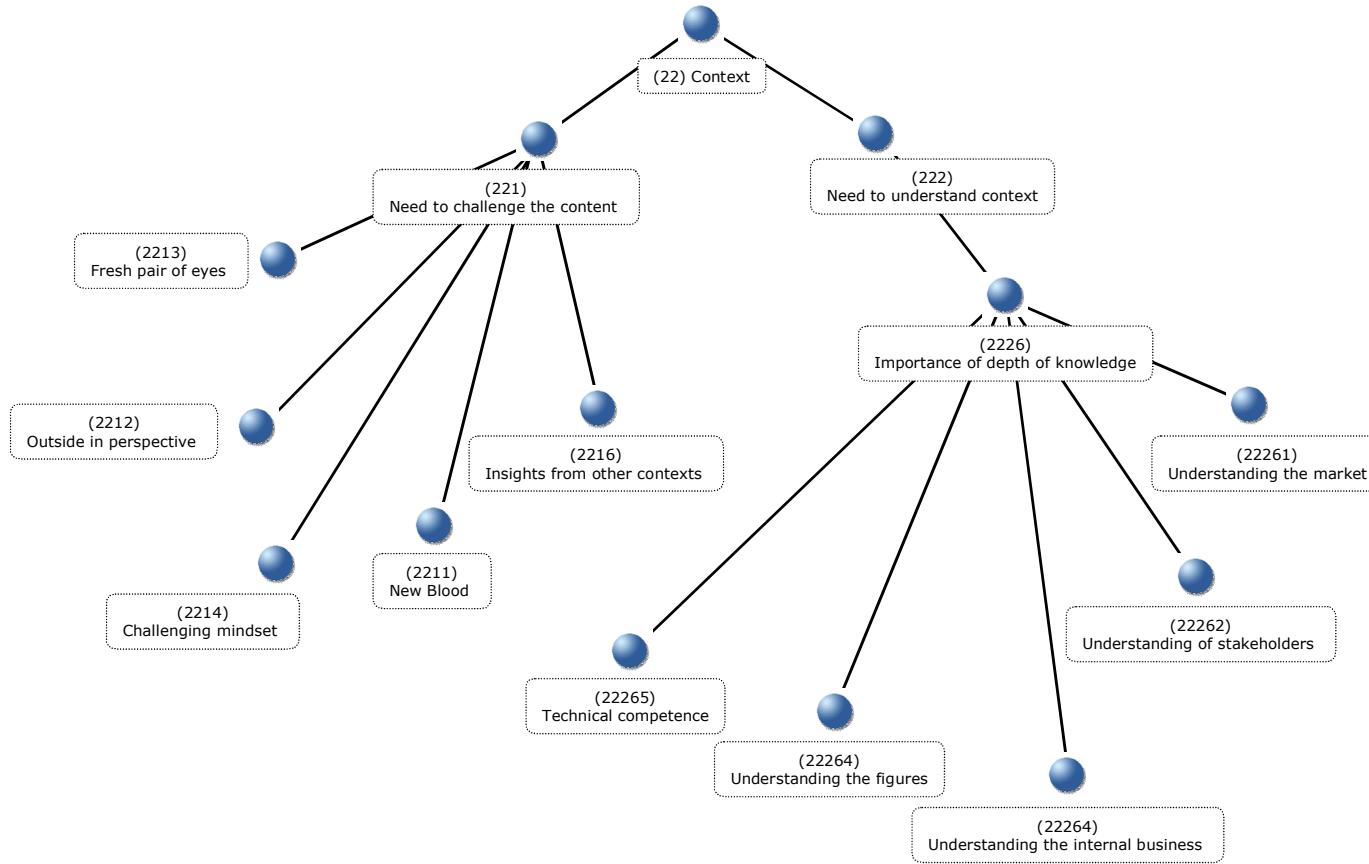 (22) Context
(221)
Need to challenge the content
(222)
Need to understand context
(2213)
Fresh pair of eyes
(2226)
Importance of depth of knowledge
(2212)
Outside in perspective
(2216)
Insights from other contexts
(22261)
Understanding the market
(2211)
New Blood
(2214)
Challenging mindset
(22262)
Understanding of stakeholders
(22265)
Technical competence
(22264)
Understanding the figures
(22264)
Understanding the internal business